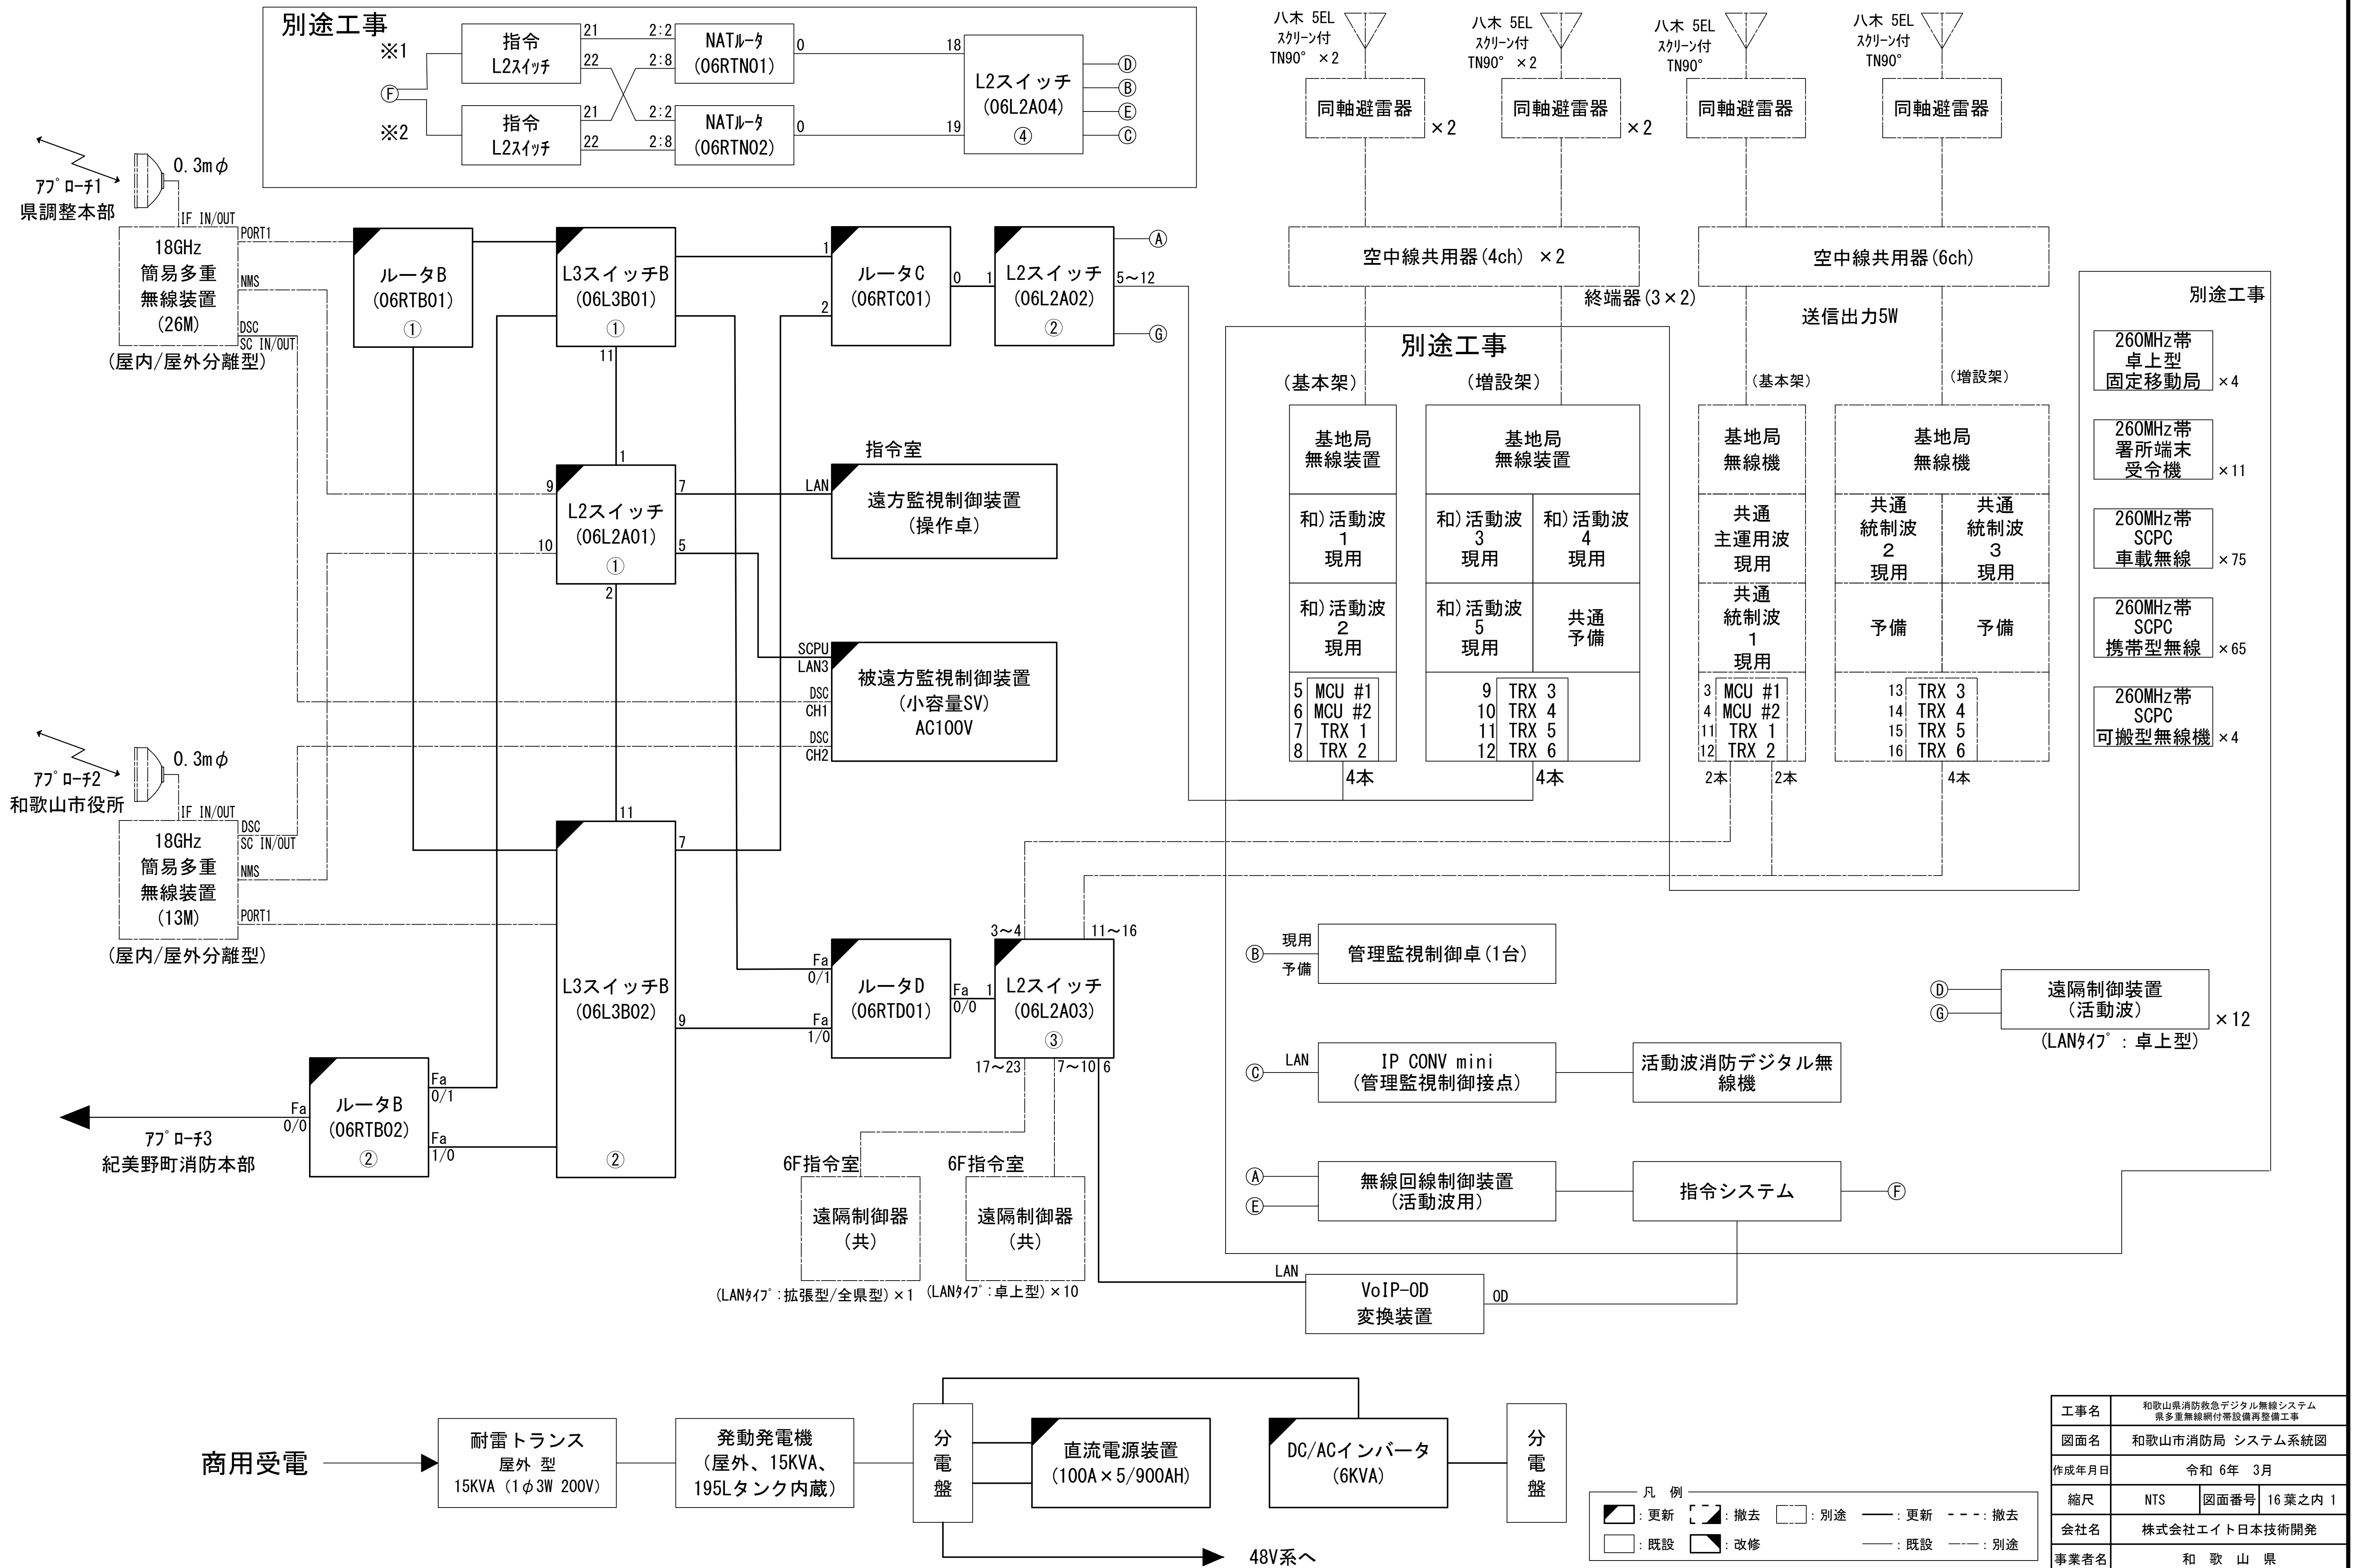 別途工事
※1
※2
Ⓕ
指令
L2スイッチ
21
22
指令
L2スイッチ
21
22
2:2
2:8
NATルータ
(06RTN01)
0
2:2
2:8
NATルータ
(06RTN02)
0
18
19
L2スイッチ
(06L2A04)
④
Ⓓ
Ⓑ
Ⓔ
Ⓒ
八木 5EL
スクリーン付
TN90° ×2
八木 5EL
スクリーン付
TN90° ×2
八木 5EL
スクリーン付
TN90°
八木 5EL
スクリーン付
TN90°
同軸避雷器
×2
同軸避雷器
×2
同軸避雷器
同軸避雷器
空中線共用器(4ch) ×2
空中線共用器(6ch)
終端器(3×2)
送信出力5W
アプローチ1
県調整本部
0.3mφ
IF IN/OUT
18GHz
簡易多重
無線装置
(26M)
(屋内/屋外分離型)
PORT1
NMS
DSC
SC IN/OUT
ルータB
(06RTB01)
①
L3スイッチB
(06L3B01)
①
11
1
2
ルータC
(06RTC01)
0
1
L2スイッチ
(06L2A02)
②
Ⓐ
5~12
Ⓖ
1
9
10
7
5
2
L2スイッチ
(06L2A01)
①
指令室
LAN
遠方監視制御装置
(操作卓)
SCPU
LAN3
DSC
CH1
DSC
CH2
被遠方監視制御装置
(小容量SV)
AC100V
アプローチ2
和歌山市役所
0.3mφ
IF IN/OUT
18GHz
簡易多重
無線装置
(13M)
(屋内/屋外分離型)
DSC
SC IN/OUT
NMS
PORT1
11
7
9
L3スイッチB
(06L3B02)
②
Fa
0/1
Fa
1/0
ルータD
(06RTD01)
Fa
0/0
1
3~4
11~16
L2スイッチ
(06L2A03)
③
17~23
7~10
6
アプローチ3
紀美野町消防本部
Fa
0/0
ルータB
(06RTB02)
②
Fa
0/1
Fa
1/0
6F指令室
遠隔制御器
(共)
(LANタイプ:拡張型/全県型)×1
6F指令室
遠隔制御器
(共)
(LANタイプ:卓上型)×10
別途工事
(基本架)
基地局
無線装置
和)活動波
1
現用
和)活動波
2
現用
5 MCU #1
6 MCU #2
7 TRX 1
8 TRX 2
4本
(増設架)
基地局
無線装置
和)活動波
3
現用
和)活動波
4
現用
和)活動波
5
現用
共通
予備
9 TRX 3
10 TRX 4
11 TRX 5
12 TRX 6
4本
(基本架)
基地局
無線機
共通
主運用波
現用
共通
統制波
1
現用
3 MCU #1
4 MCU #2
11 TRX 1
12 TRX 2
2本
2本
(増設架)
基地局
無線機
共通
統制波
2
現用
共通
統制波
3
現用
予備
予備
13 TRX 3
14 TRX 4
15 TRX 5
16 TRX 6
4本
別途工事
260MHz帯
卓上型
固定移動局
×4
260MHz帯
署所端末
受令機
×11
260MHz帯
SCPC
車載無線
×75
260MHz帯
SCPC
携帯型無線
×65
260MHz帯
SCPC
可搬型無線機
×4
Ⓑ
現用
予備
管理監視制御卓(1台)
Ⓓ
Ⓖ
遠隔制御装置
(活動波)
×12
(LANタイプ:卓上型)
Ⓒ
LAN
IP CONV mini
(管理監視制御接点)
活動波消防デジタル無
線機
Ⓐ
Ⓔ
無線回線制御装置
(活動波用)
指令システム
Ⓕ
LAN
VoIP-OD
変換装置
OD
商用受電
耐雷トランス
屋外 型
15KVA (1φ3W 200V)
発動発電機
(屋外、15KVA、
195Lタンク内蔵)
分電盤
直流電源装置
(100A×5/900AH)
DC/ACインバータ
(6KVA)
分電盤
48V系へ
凡 例
:更新
:撤去
:別途
:更新
:撤去
:既設
:改修
:既設
:別途
工事名
和歌山県消防救急デジタル無線システム
県多重無線網付帯設備再整備工事
図面名
和歌山市消防局 システム系統図
作成年月日
令和 6年 3月
縮尺
NTS
図面番号
16葉之内 1
会社名
株式会社エイト日本技術開発
事業者名
和 歌 山 県